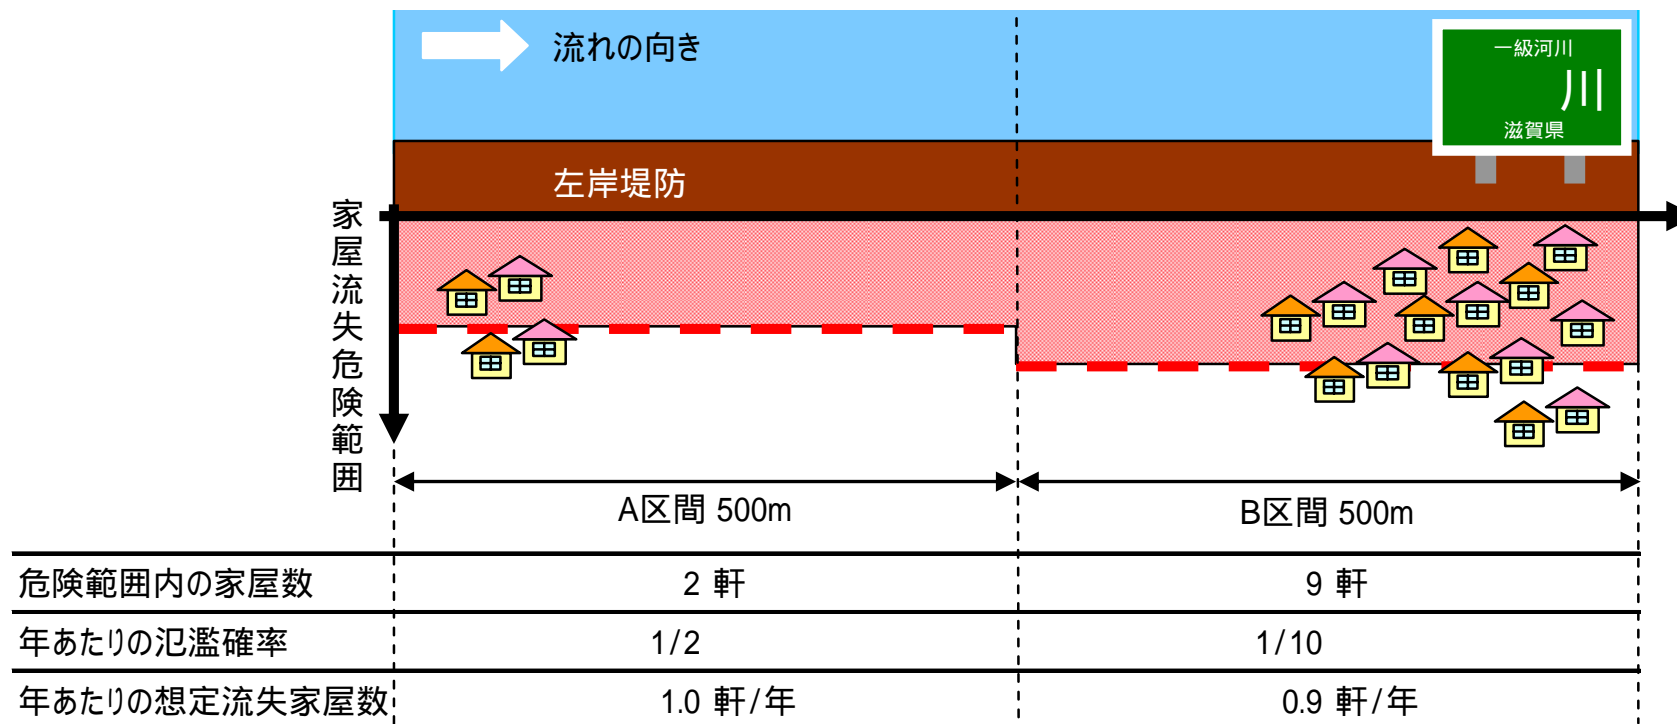 流れの向き
一級河川
川
滋賀県
左岸堤防
家屋流失危険範囲
A区間 500m
B区間 500m
危険範囲内の家屋数 2 軒 9 軒
年あたりの氾濫確率 1/2 1/10
年あたりの想定流失家屋数 1.0 軒/年 0.9 軒/年